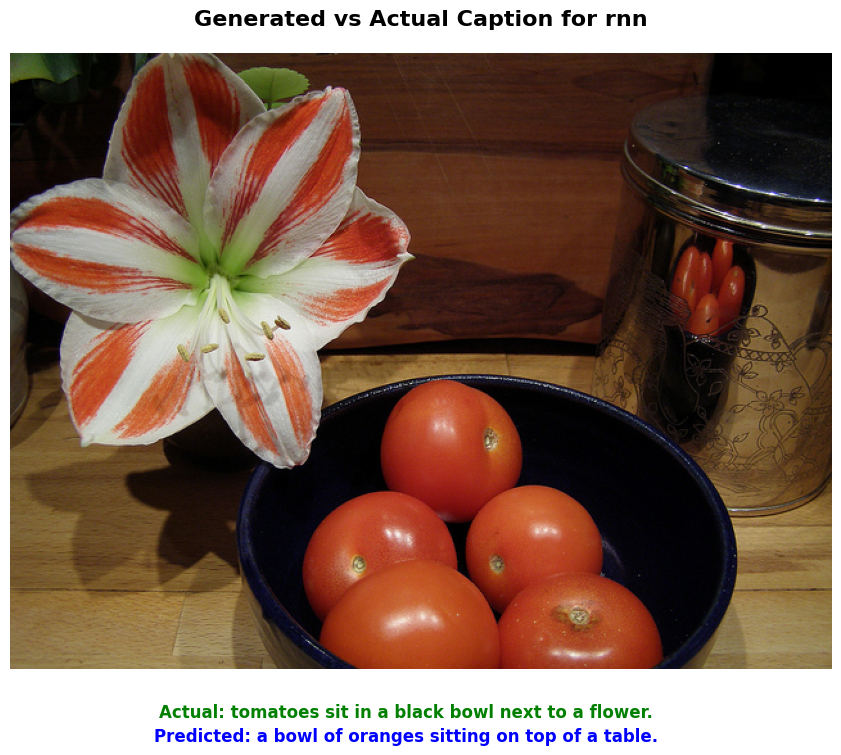 Generated vs Actual Caption for rnn
Actual: tomatoes sit in a black bowl next to a flower.
Predicted: a bowl of oranges sitting on top of a table.